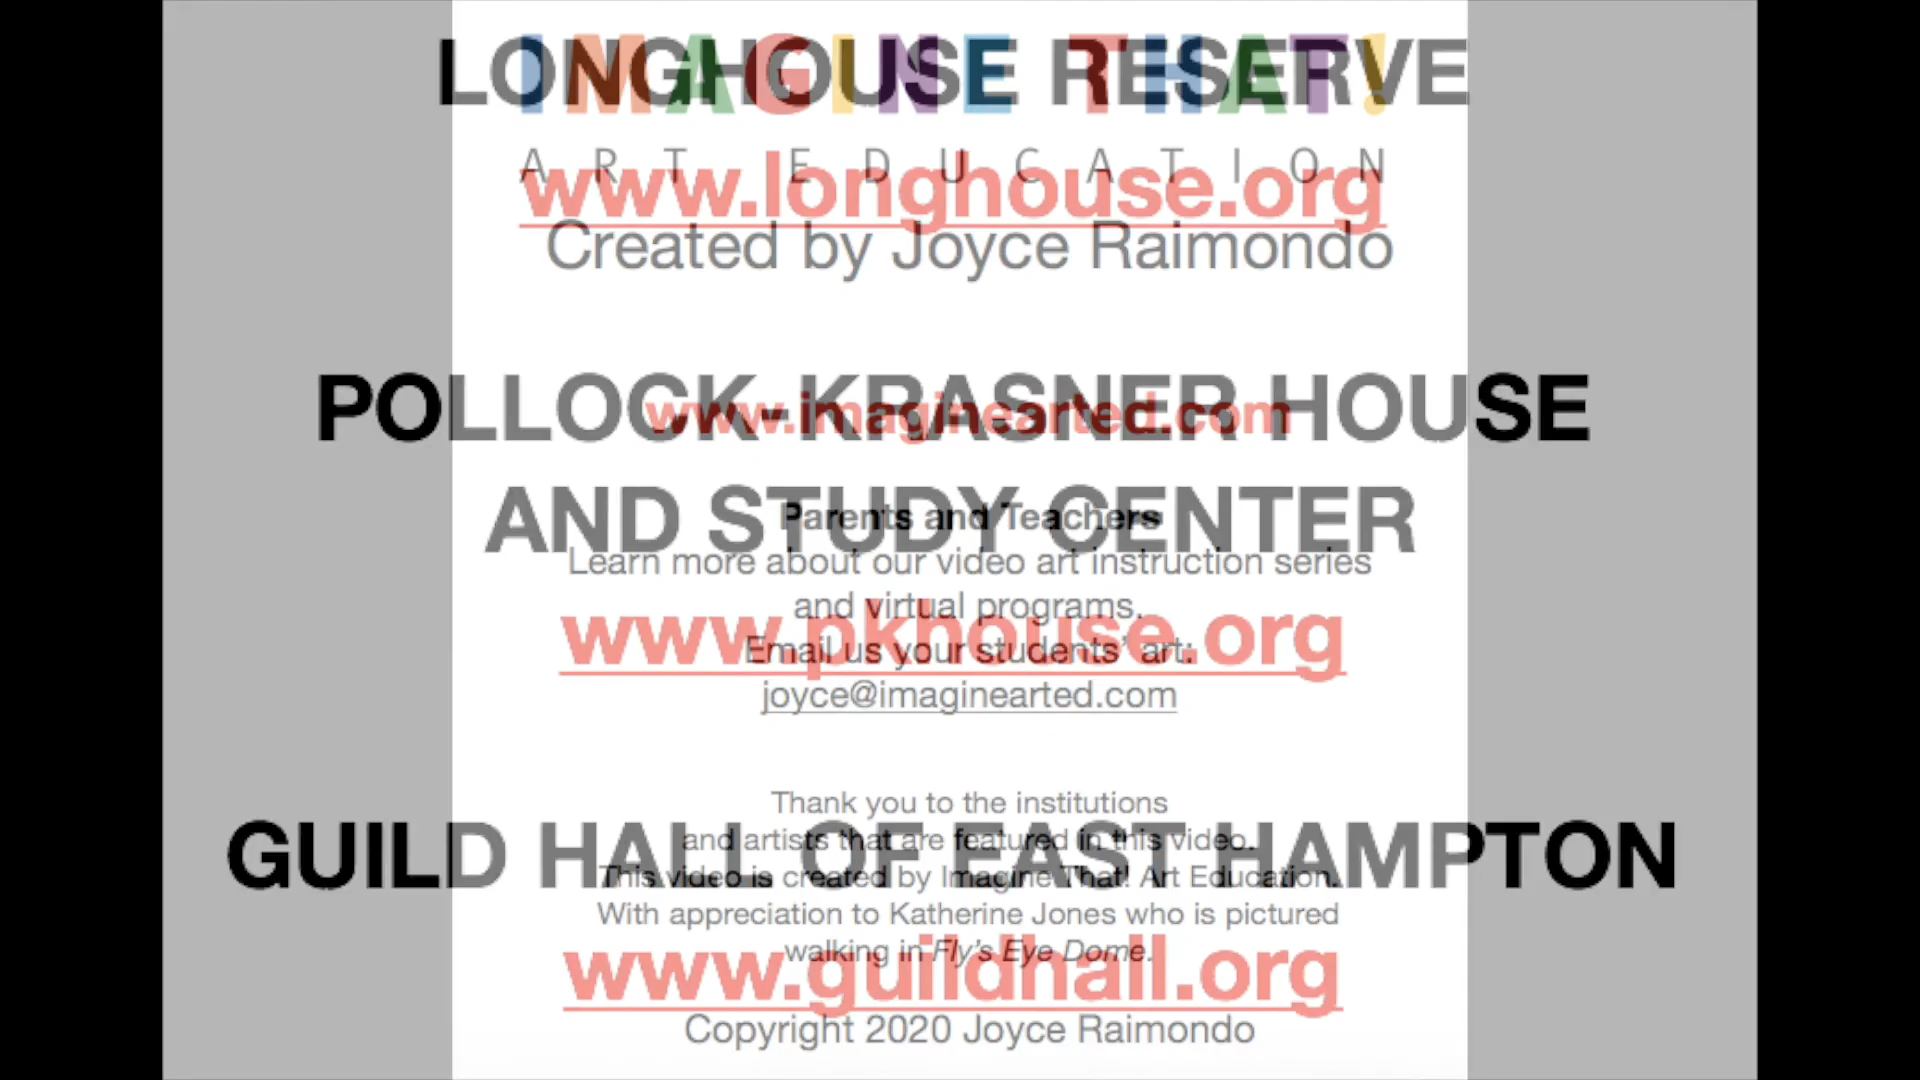 LONGHOUSE RESERVE
IMAGINE THAT!
ART EDUCATION
www.longhouse.org
Created by Joyce Raimondo
POLLOCK-KRASNER HOUSE
www.imaginearted.com
AND STUDY CENTER
Parents and Teachers
Learn more about our video art instruction series
and virtual programs.
www.pkhouse.org
Email us your students' art:
joyce@imaginearted.com
Thank you to the institutions
and artists that are featured in this video.
GUILD HALL OF EAST HAMPTON
This video is created by Imagine That! Art Education.
With appreciation to Katherine Jones who is pictured
walking in Fly's Eye Dome.
www.guildhall.org
Copyright 2020 Joyce Raimondo